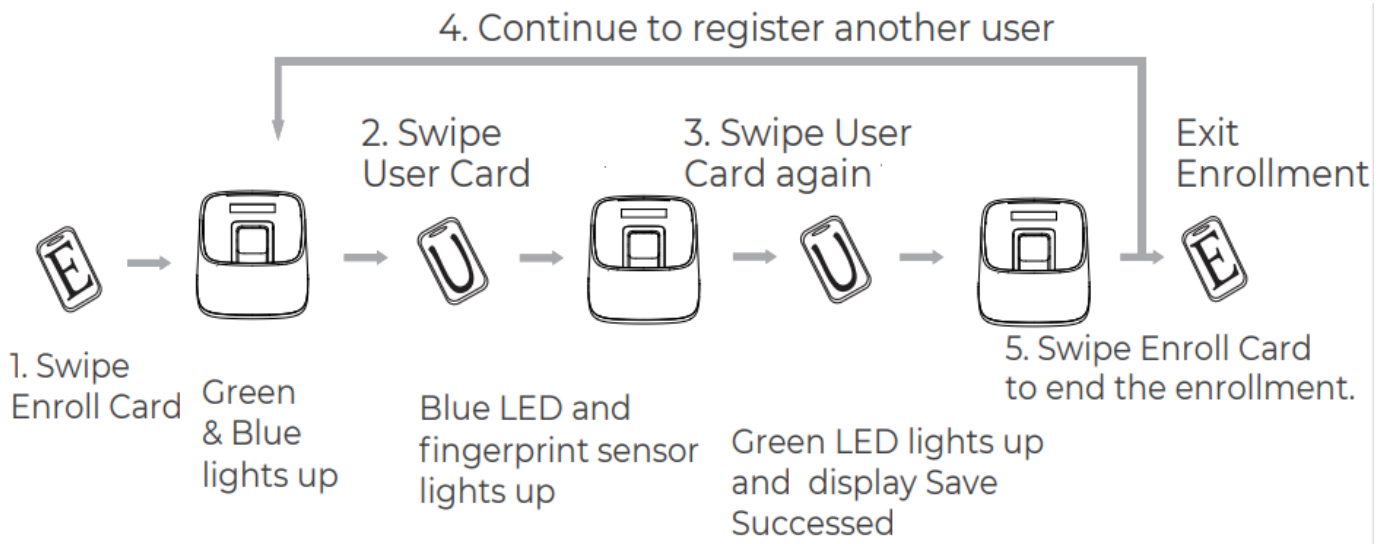 4. Continue to register another user
2. Swipe
User Card
3. Swipe User
Card again
Exit
Enrollment
E
U
U
E
1. Swipe
Enroll Card
Green
& Blue
lights up
Blue LED and
fingerprint sensor
lights up
Green LED lights up
and display Save
Successed
5. Swipe Enroll Card
to end the enrollment.